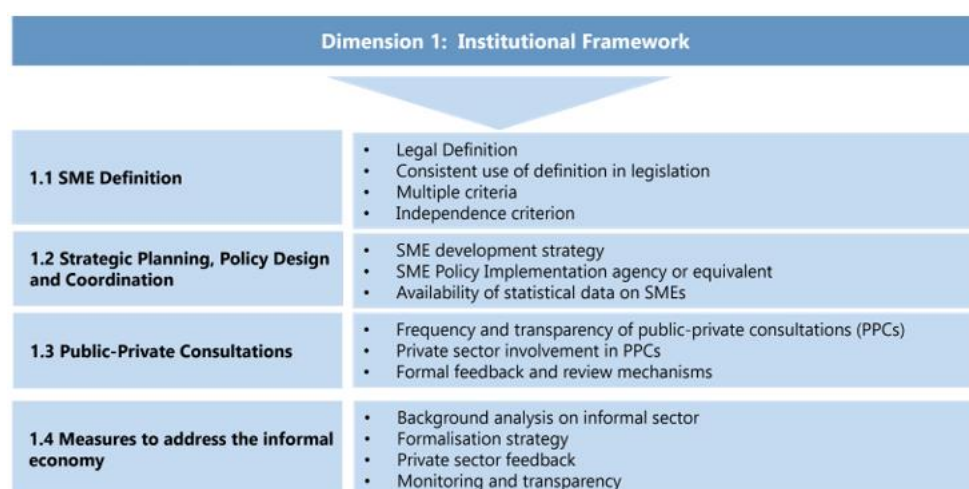 Dimension 1: Institutional Framework
1.1 SME Definition
• Legal Definition
• Consistent use of definition in legislation
• Multiple criteria
• Independence criterion
1.2 Strategic Planning, Policy Design
and Coordination
• SME development strategy
• SME Policy Implementation agency or equivalent
• Availability of statistical data on SMEs
1.3 Public-Private Consultations
• Frequency and transparency of public-private consultations (PPCs)
• Private sector involvement in PPCs
• Formal feedback and review mechanisms
1.4 Measures to address the informal
economy
• Background analysis on informal sector
• Formalisation strategy
• Private sector feedback
• Monitoring and transparency